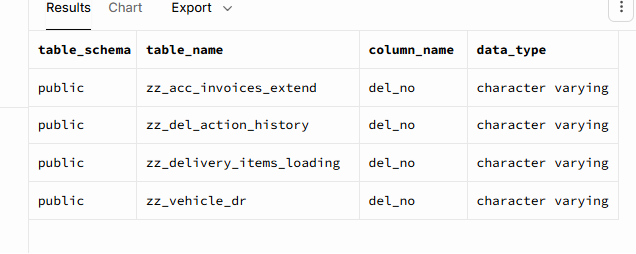 Results Chart Export
table_schema table_name column_name data_type
public zz_acc_invoices_extend del_no character varying
public zz_del_action_history del_no character varying
public zz_delivery_items_loading del_no character varying
public zz_vehicle_dr del_no character varying